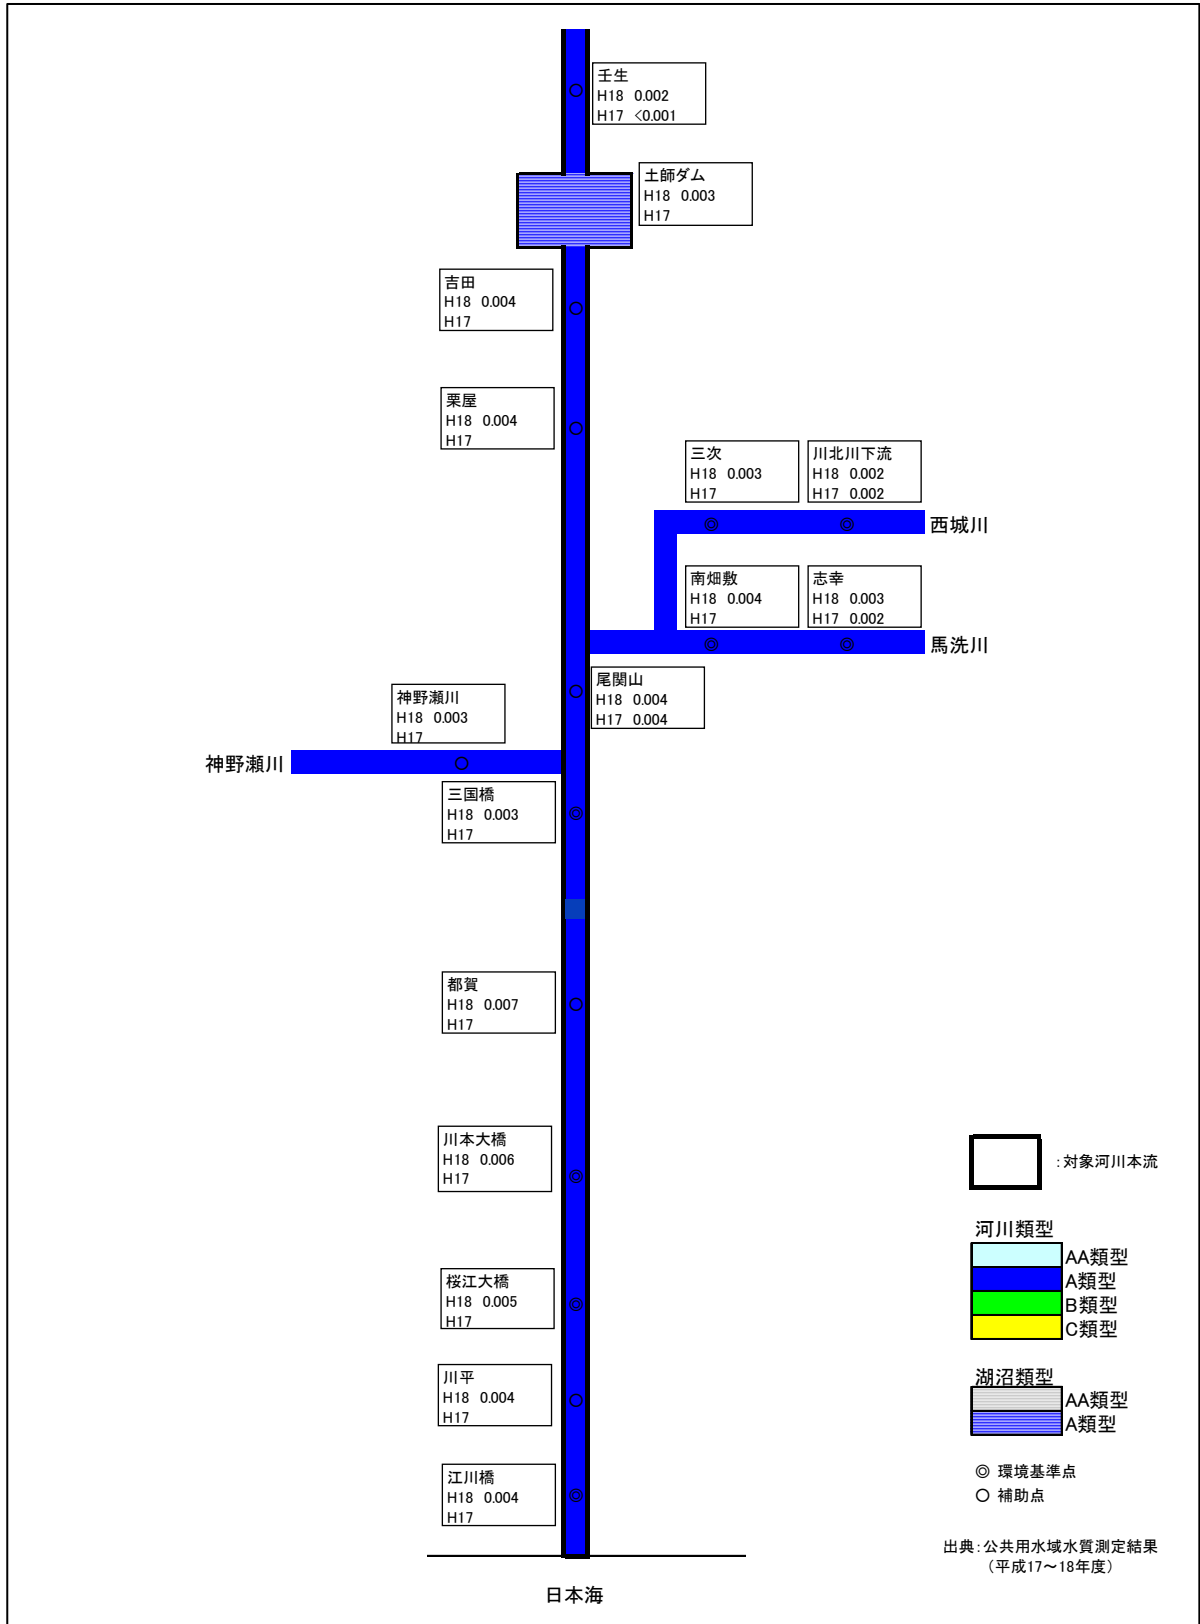 壬生
H18 0.002
H17 <0.001
土師ダム
H18 0.003
H17
吉田
H18 0.004
H17
栗屋
H18 0.004
H17
三次
H18 0.003
H17
川北川下流
H18 0.002
H17 0.002
西城川
南畑敷
H18 0.004
H17
志幸
H18 0.003
H17 0.002
馬洗川
尾関山
H18 0.004
H17 0.004
神野瀬川
H18 0.003
H17
神野瀬川
三国橋
H18 0.003
H17
都賀
H18 0.007
H17
川本大橋
H18 0.006
H17
桜江大橋
H18 0.005
H17
川平
H18 0.004
H17
江川橋
H18 0.004
H17
日本海
:対象河川本流
河川類型
AA類型
A類型
B類型
C類型
湖沼類型
AA類型
A類型
◎ 環境基準点
○ 補助点
出典:公共用水域水質測定結果
(平成17～18年度)